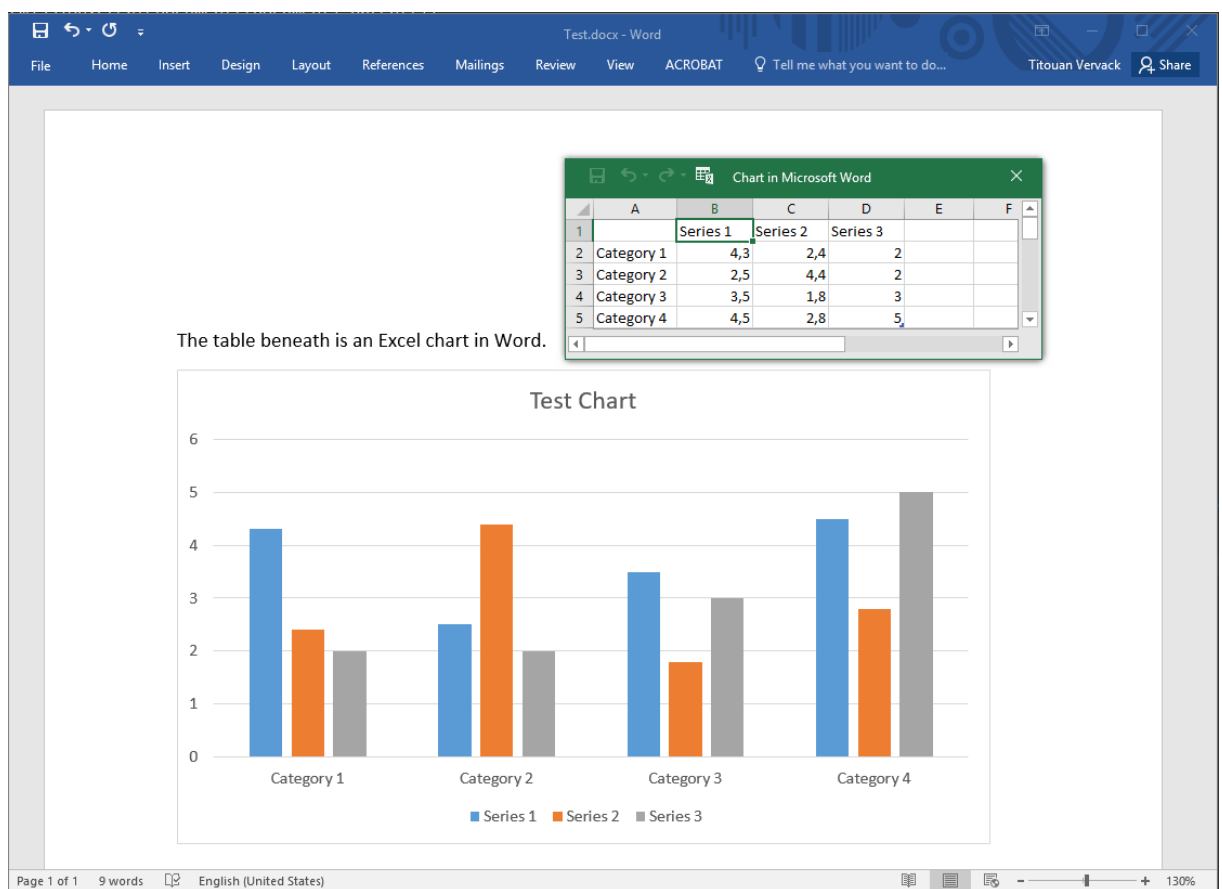 Test.docx - Word
File Home Insert Design Layout References Mailings Review View ACROBAT Tell me what you want to do... Titouan Vervack Share
Chart in Microsoft Word
A B C D E F
1 Series 1 Series 2 Series 3
2 Category 1 4,3 2,4 2
3 Category 2 2,5 4,4 2
4 Category 3 3,5 1,8 3
5 Category 4 4,5 2,8 5
The table beneath is an Excel chart in Word.
Test Chart
6
5
4
3
2
1
0
Category 1 Category 2 Category 3 Category 4
Series 1 Series 2 Series 3
Page 1 of 1 9 words English (United States) 130%